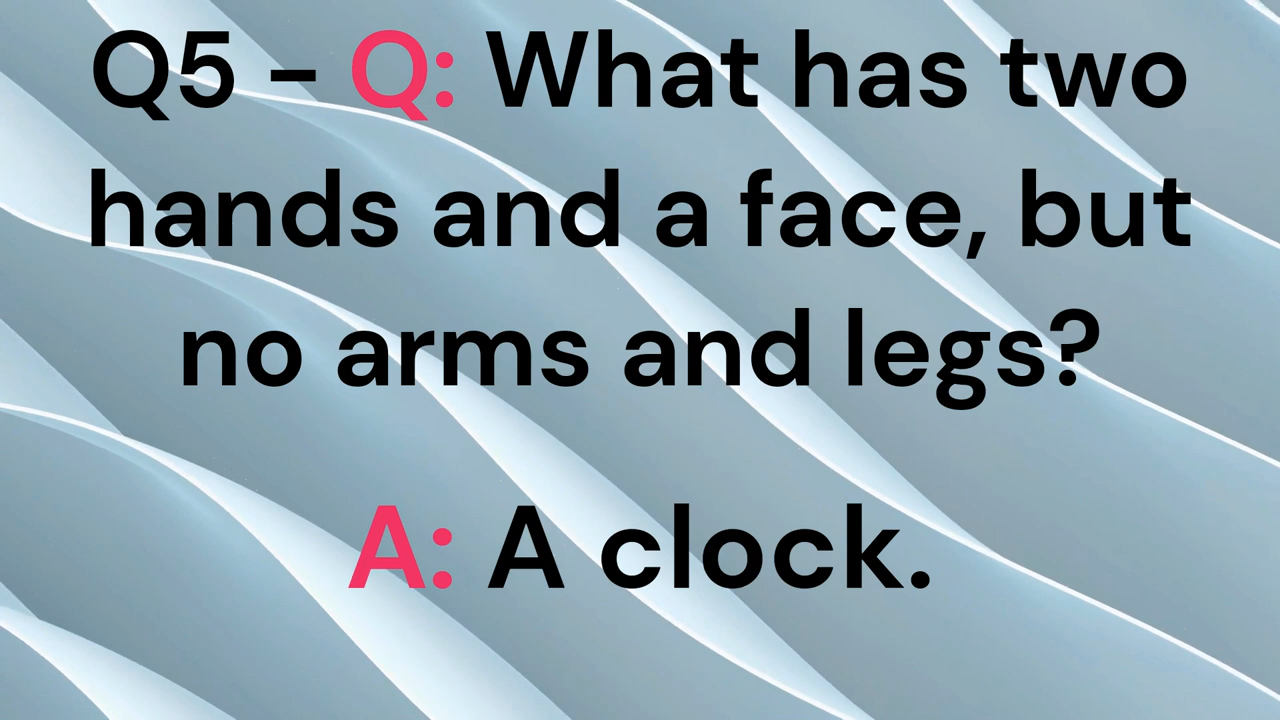 Q5 – Q: What has two
hands and a face, but
no arms and legs?
A: A clock.